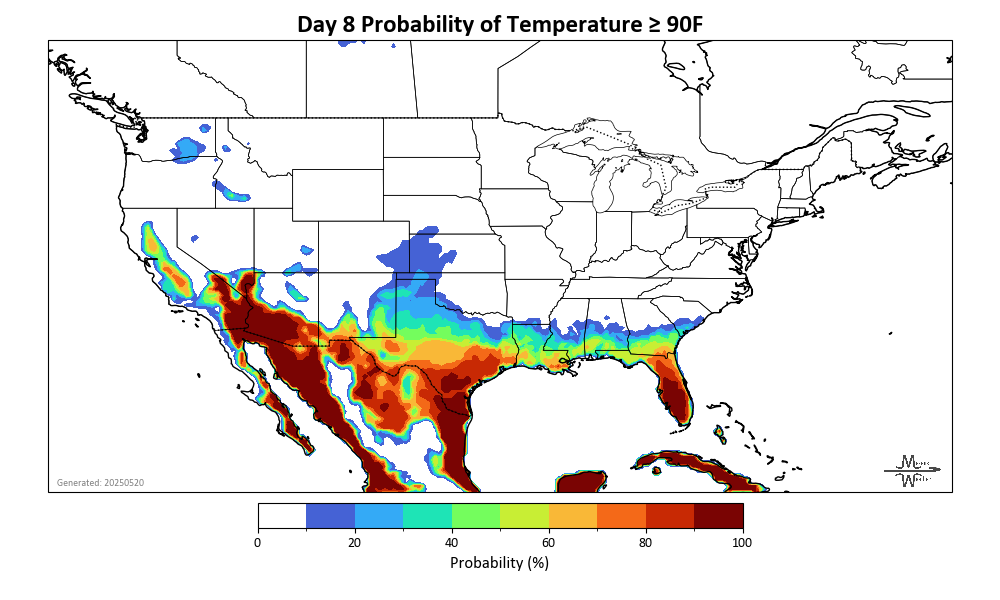 Day 8 Probability of Temperature ≥ 90F
Generated: 20250520
0 20 40 60 80 100
Probability (%)